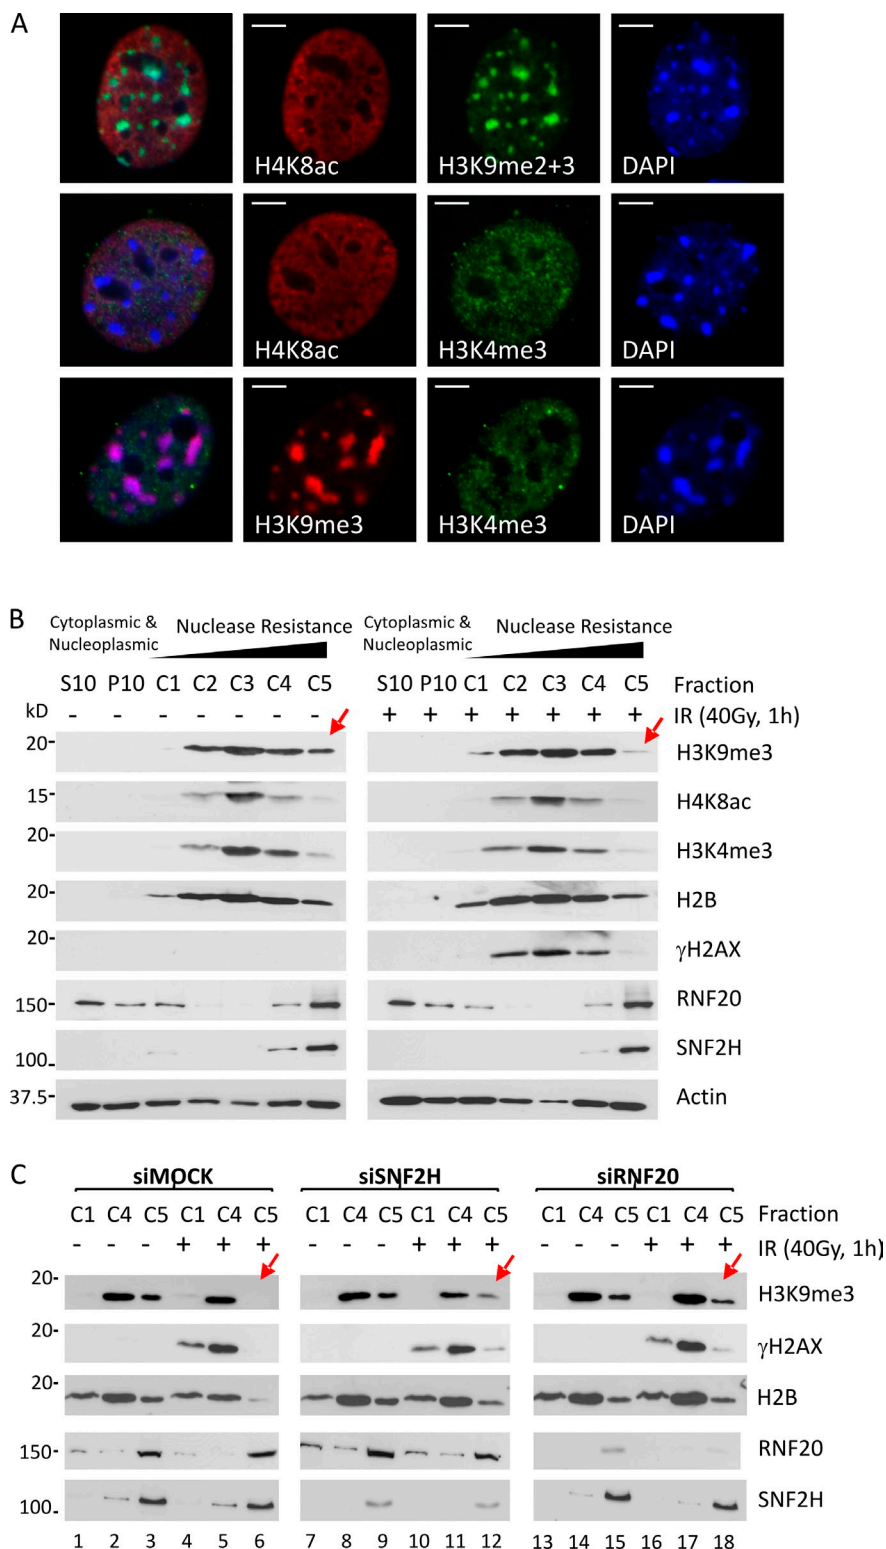 A
H4K8ac H3K9me2+3 DAPI
H4K8ac H3K4me3 DAPI
H3K9me3 H3K4me3 DAPI
B
Cytoplasmic & Nucleoplasmic Nuclease Resistance Cytoplasmic & Nucleoplasmic Nuclease Resistance
S10 P10 C1 C2 C3 C4 C5 S10 P10 C1 C2 C3 C4 C5 Fraction
kD - - - - - - - + + + + + + + IR (40Gy, 1h)
20- H3K9me3
15- H4K8ac
20- H3K4me3
20- H2B
20- γH2AX
150- RNF20
100- SNF2H
37.5- Actin
C
siMOCK siSNF2H siRNF20
C1 C4 C5 C1 C4 C5 C1 C4 C5 C1 C4 C5 C1 C4 C5 C1 C4 C5 Fraction
- - - + + + - - - + + + - - - + + + IR (40Gy, 1h)
20- H3K9me3
20- γH2AX
20- H2B
150- RNF20
100- SNF2H
1 2 3 4 5 6 7 8 9 10 11 12 13 14 15 16 17 18